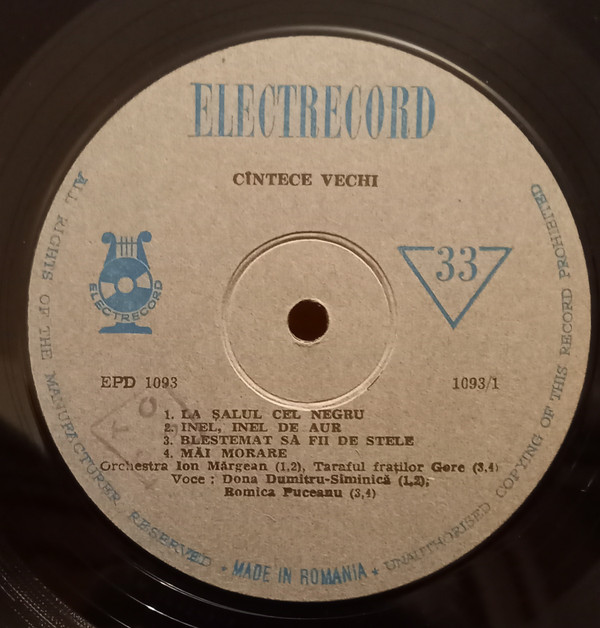 ELECTRECORD
CÎNTECE VECHI
33
ELECTRECORD
EPD 1093
1093/1
1. LA ȘALUL CEL NEGRU
2. INEL, INEL DE AUR
3. BLESTEMAT SĂ FII DE STELE
4. MĂI MORARE
Orchestra Ion Mărgean (1,2), Taraful fraților Gore (3,4)
Voce : Dona Dumitru-Siminică (1,2),
Romica Puceanu (3,4)
ALL RIGHTS OF THE MANUFACTURER RESERVED * MADE IN ROMANIA * UNAUTHORISED COPYING OF THIS RECORD PROHIBITED